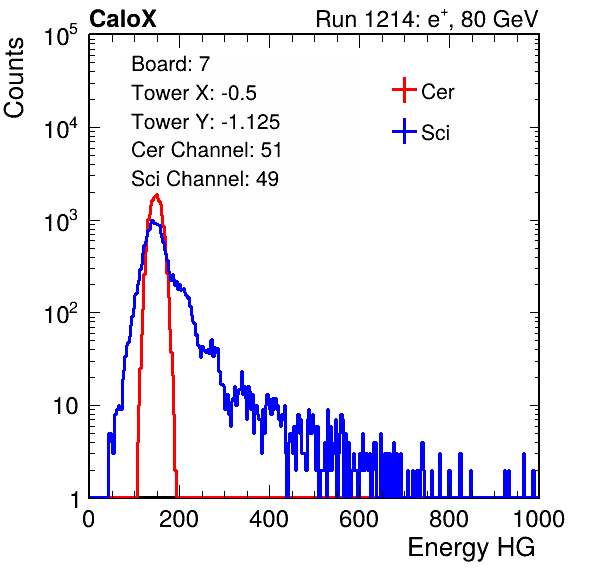 CaloX Run 1214: e⁺, 80 GeV
Counts
Board: 7
Tower X: -0.5
Tower Y: -1.125
Cer Channel: 51
Sci Channel: 49
Cer
Sci
10⁵
10⁴
10³
10²
10
1
0 200 400 600 800 1000
Energy HG